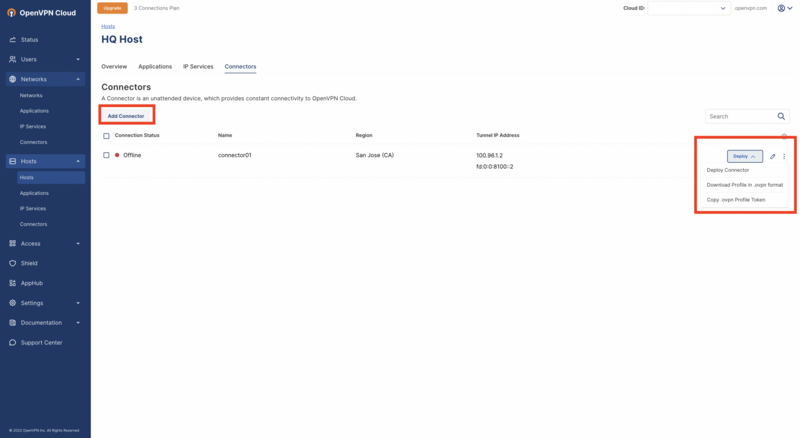 OpenVPN Cloud
Upgrade
3 Connections Plan
Cloud ID:
.openvpn.com
Status
Users
Networks
Networks
Applications
IP Services
Connectors
Hosts
Hosts
Applications
IP Services
Connectors
Access
Shield
AppHub
Settings
Documentation
Support Center
© 2022 OpenVPN Inc. All Rights Reserved
Hosts
HQ Host
Overview Applications IP Services Connectors
Connectors
A Connector is an unattended device, which provides constant connectivity to OpenVPN Cloud.
Add Connector
Search
Connection Status Name Region Tunnel IP Address
Offline connector01 San Jose (CA) 100.96.1.2
fd:0:0:8100::2
Deploy
Deploy Connector
Download Profile in .ovpn format
Copy .ovpn Profile Token